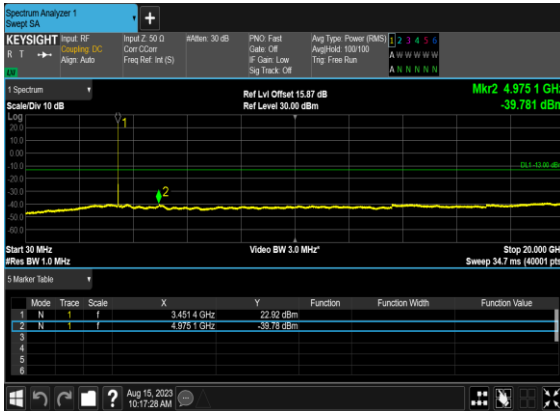 Spectrum Analyzer 1
Swept SA
+
KEYSIGHT
R T
LXI
Input: RF
Coupling: DC
Align: Auto
Input Z: 50 Ω
Corr CCorr
Freq Ref: Int (S)
#Atten: 30 dB
PNO: Fast
Gate: Off
IF Gain: Low
Sig Track: Off
Avg Type: Power (RMS)
Avg|Hold: 100/100
Trig: Free Run
1 2 3 4 5 6
A W W W W W
A N N N N N
1 Spectrum
Scale/Div 10 dB
Ref Lvl Offset 15.87 dB
Ref Level 30.00 dBm
Mkr2 4.975 1 GHz
-39.781 dBm
Log
20.0
10.0
0.00
-10.0
-20.0
-30.0
-40.0
-50.0
-60.0
1
2
DL1 -13.00 dBm
Start 30 MHz
#Res BW 1.0 MHz
Video BW 3.0 MHz*
Stop 20.000 GHz
Sweep 34.7 ms (40001 pts)
5 Marker Table
Mode Trace Scale X Y Function Function Width Function Value
1 N 1 f 3.451 4 GHz 22.92 dBm
2 N 1 f 4.975 1 GHz -39.78 dBm
3
4
5
6
?
Aug 15, 2023
10:17:28 AM